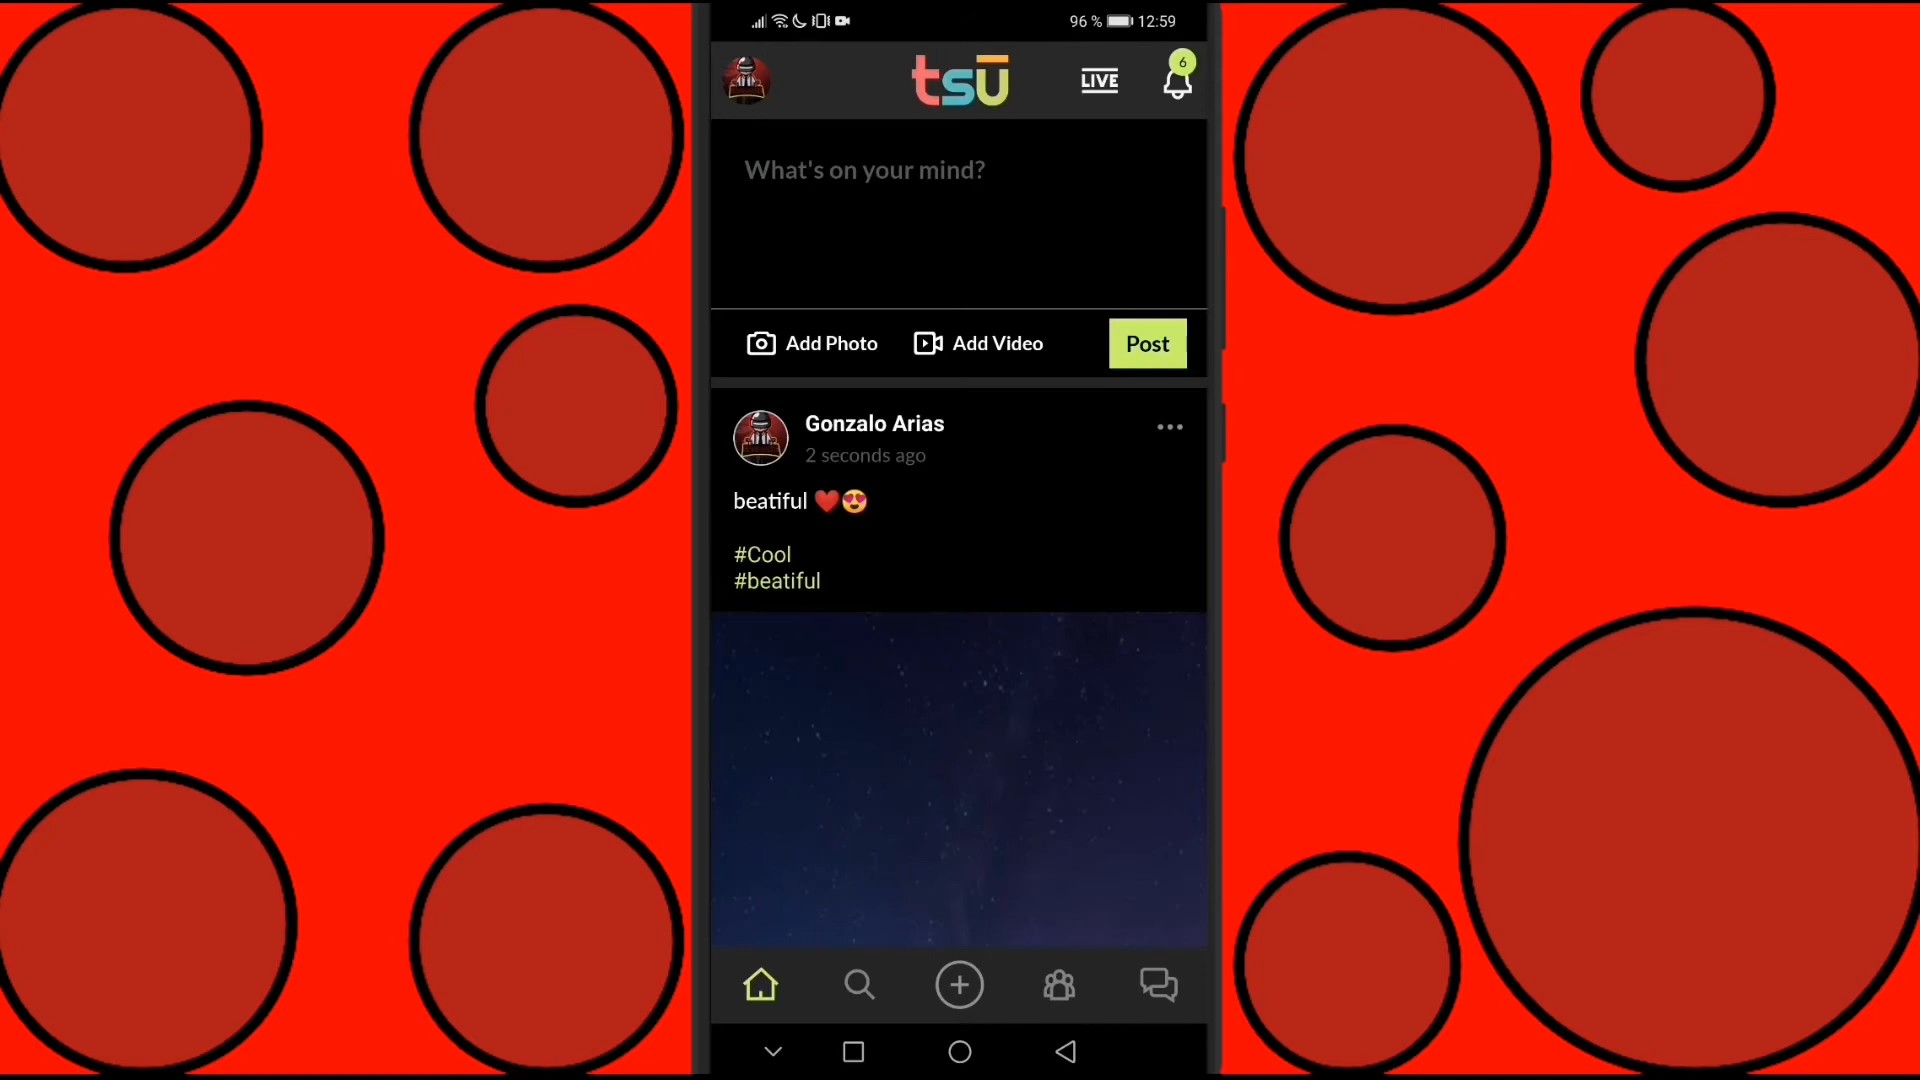 96 % 12:59
tsū
LIVE
6
What's on your mind?
Add Photo Add Video Post
Gonzalo Arias
2 seconds ago
beatiful ❤️😍
#Cool
#beatiful